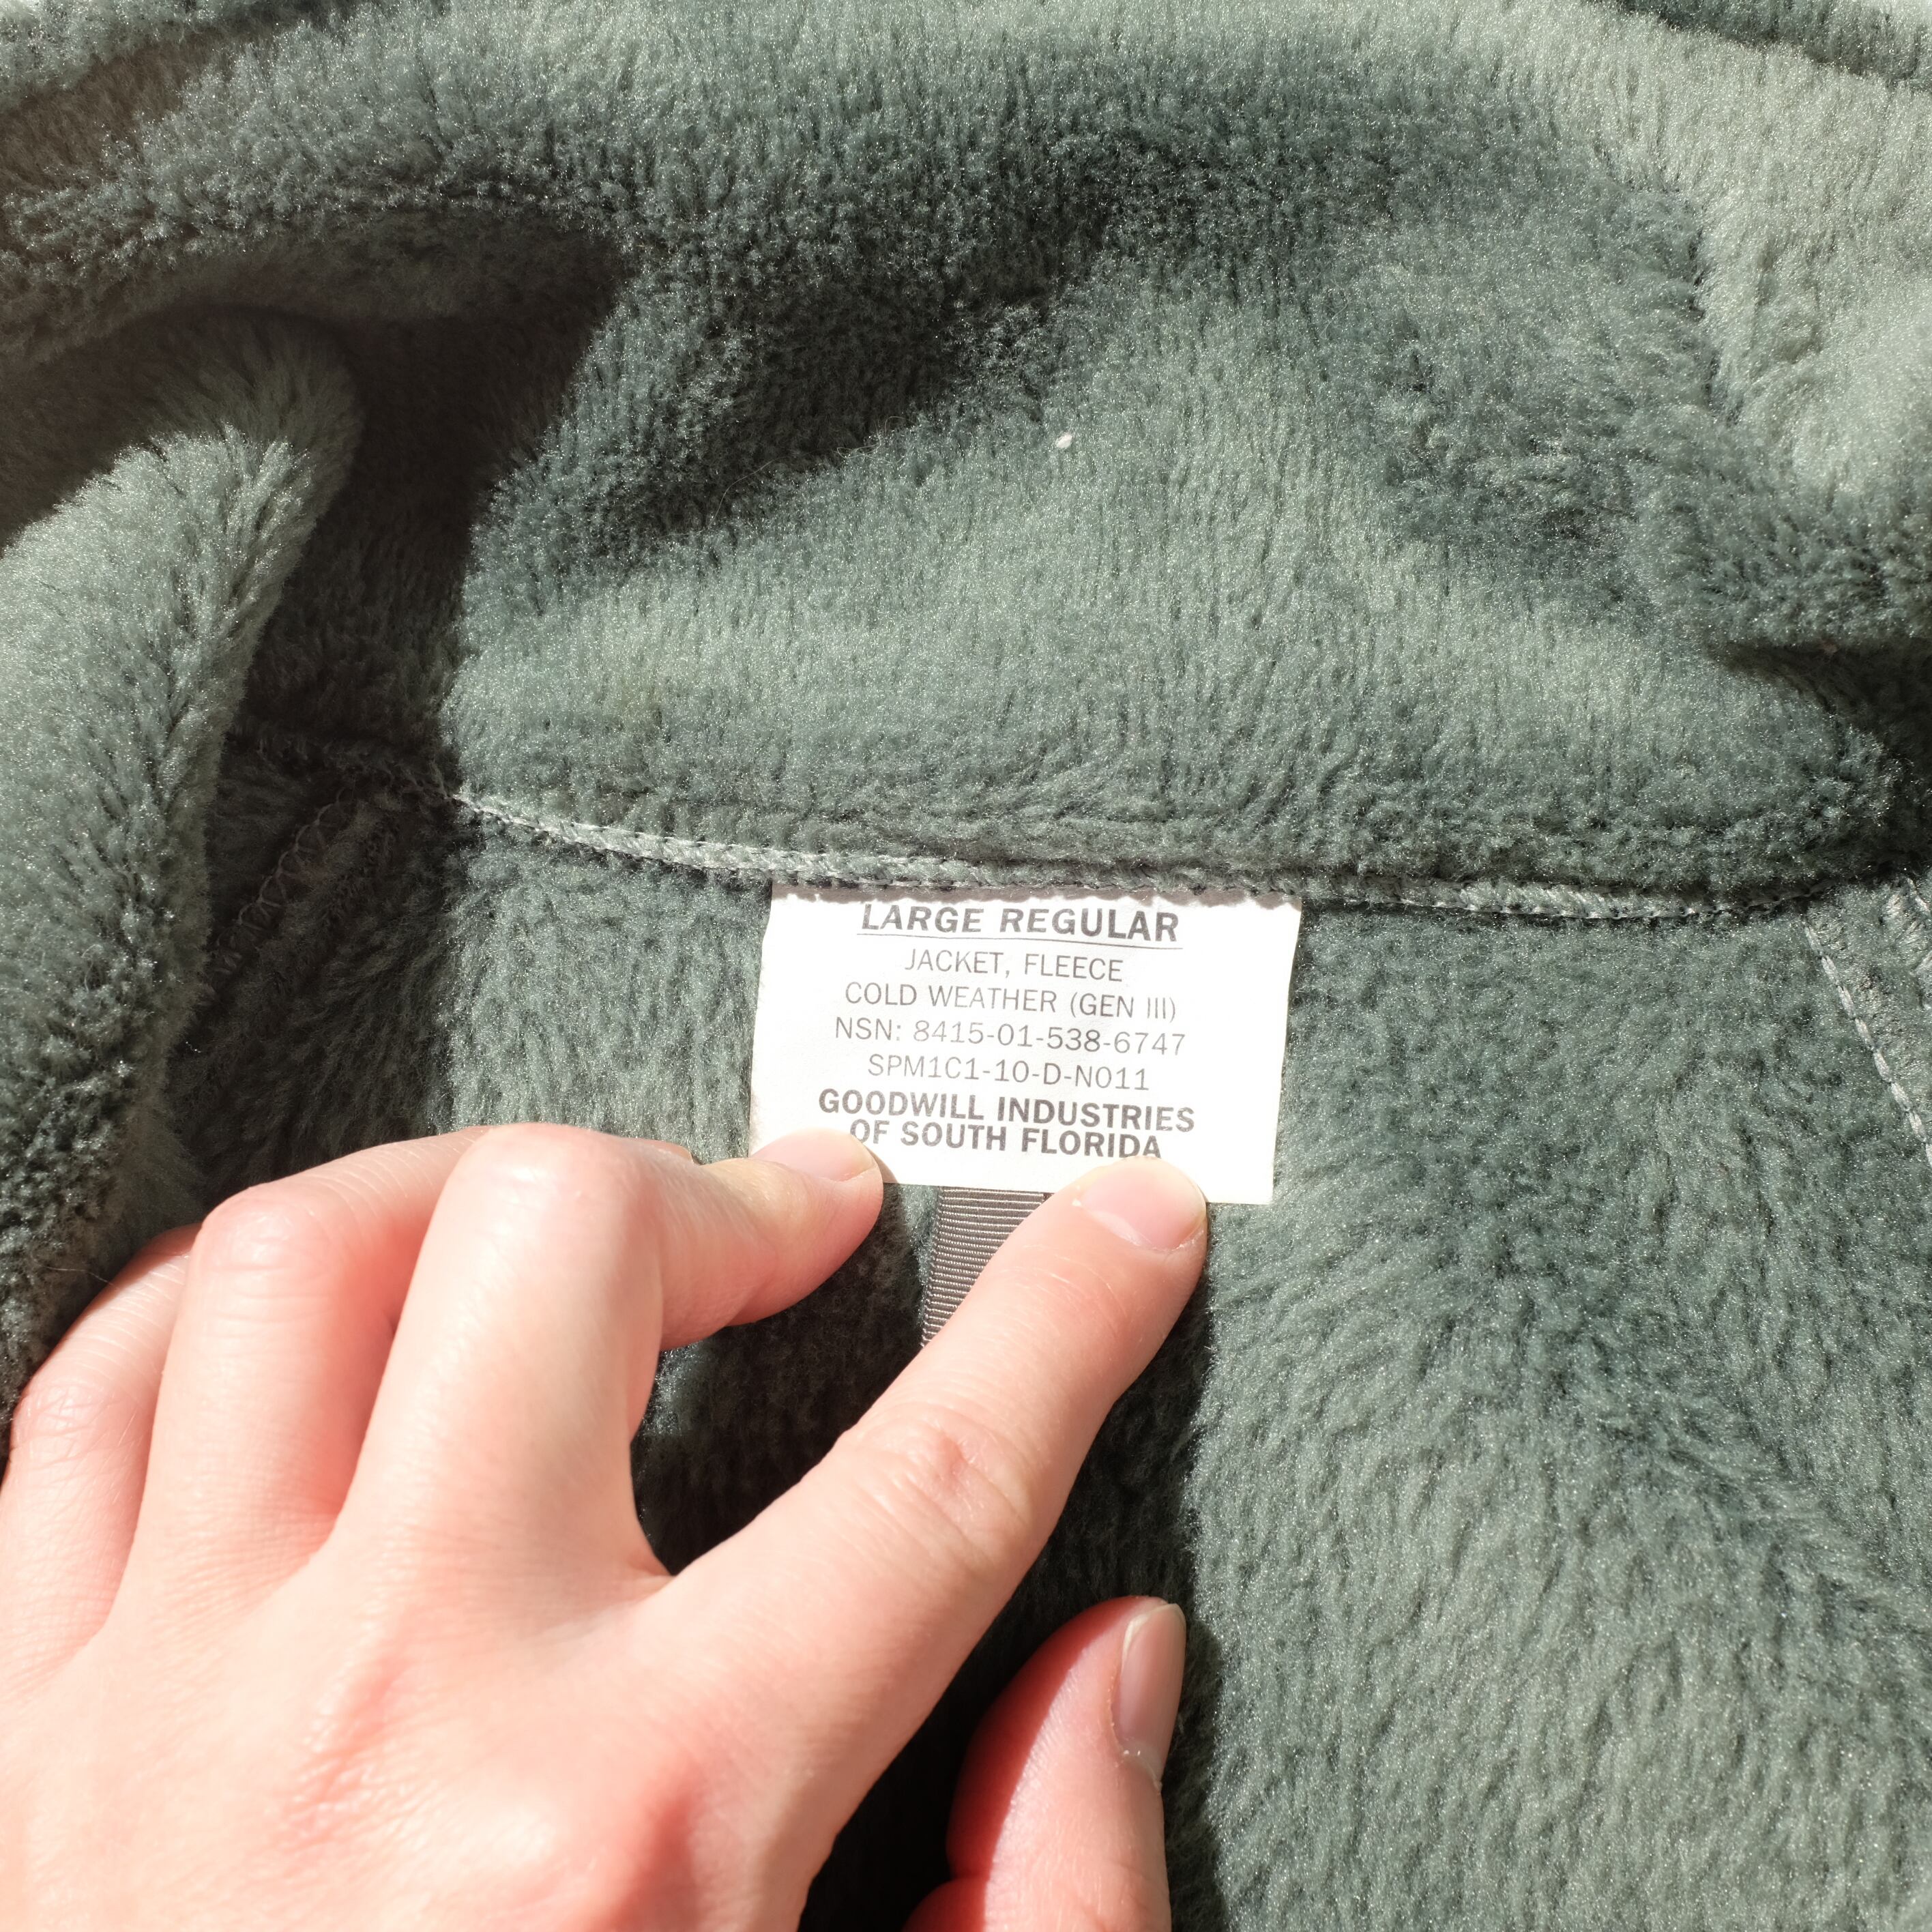 LARGE REGULAR
JACKET, FLEECE
COLD WEATHER (GEN III)
NSN: 8415-01-538-6747
SPM1C1-10-D-N011
GOODWILL INDUSTRIES
OF SOUTH FLORIDA